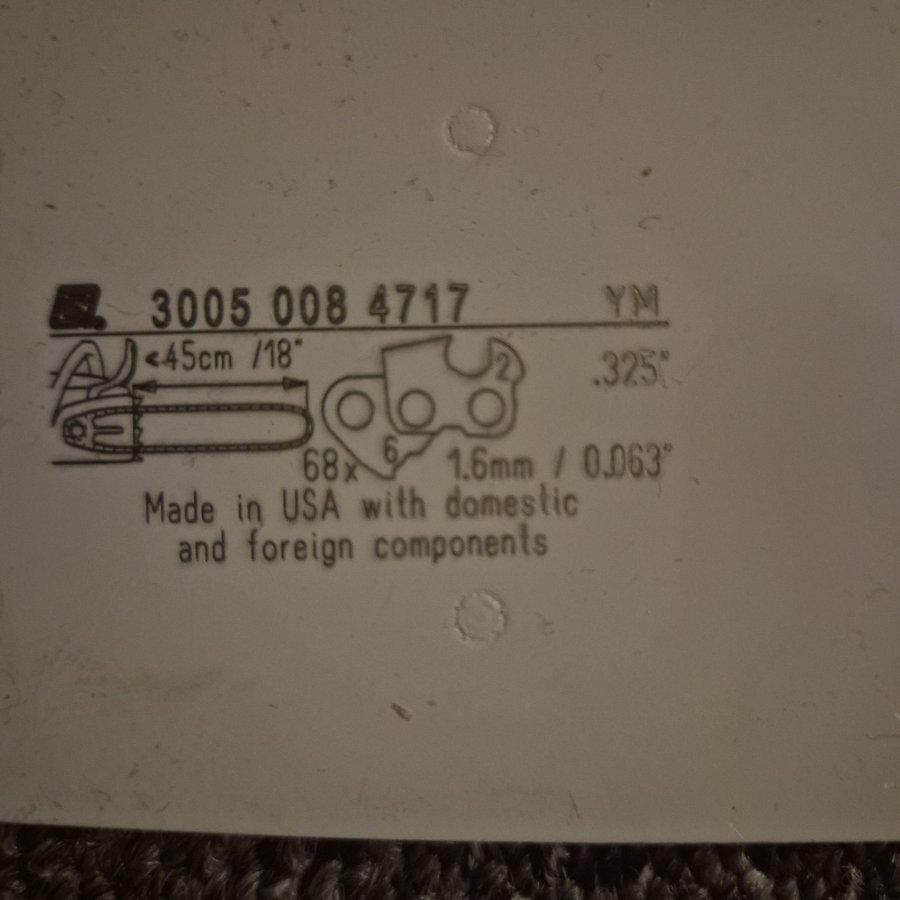 3005 008 4717 YM
<45cm /18"
2
.325"
68x
6
1.6mm / 0.063"
Made in USA with domestic
and foreign components